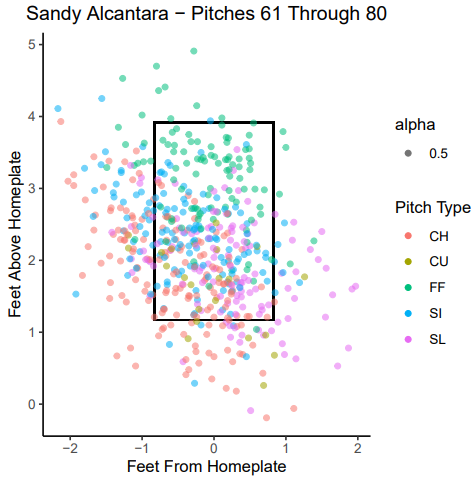 Sandy Alcantara − Pitches 61 Through 80
5
4
3
2
1
0
Feet Above Homeplate
−2
−1
0
1
2
Feet From Homeplate
alpha
0.5
Pitch Type
CH
CU
FF
SI
SL